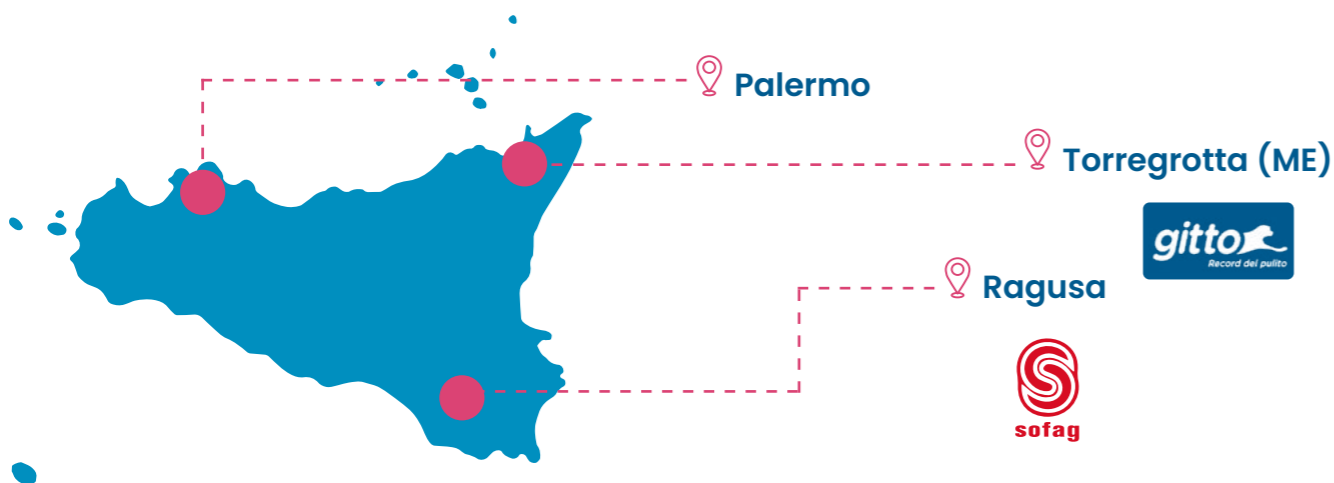 Palermo
Torregrotta (ME)
gitto
Record del pulito
Ragusa
sofag